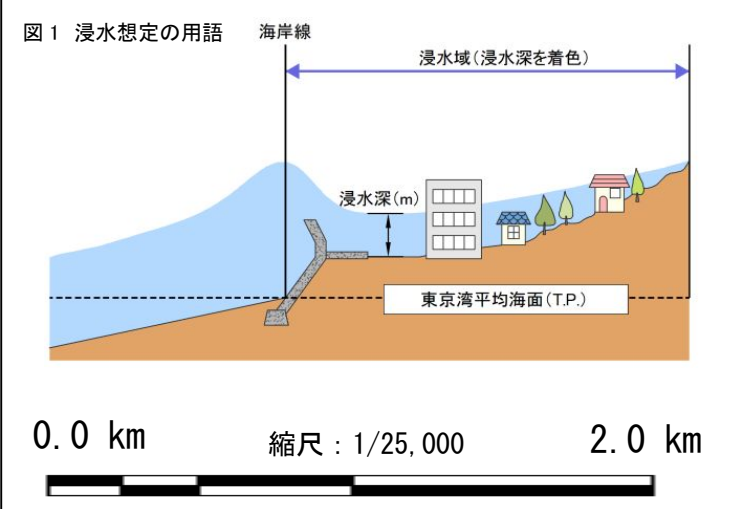 図1 浸水想定の用語
海岸線
浸水域(浸水深を着色)
浸水深(m)
東京湾平均海面(T.P.)
0.0 km
縮尺：1/25,000
2.0 km